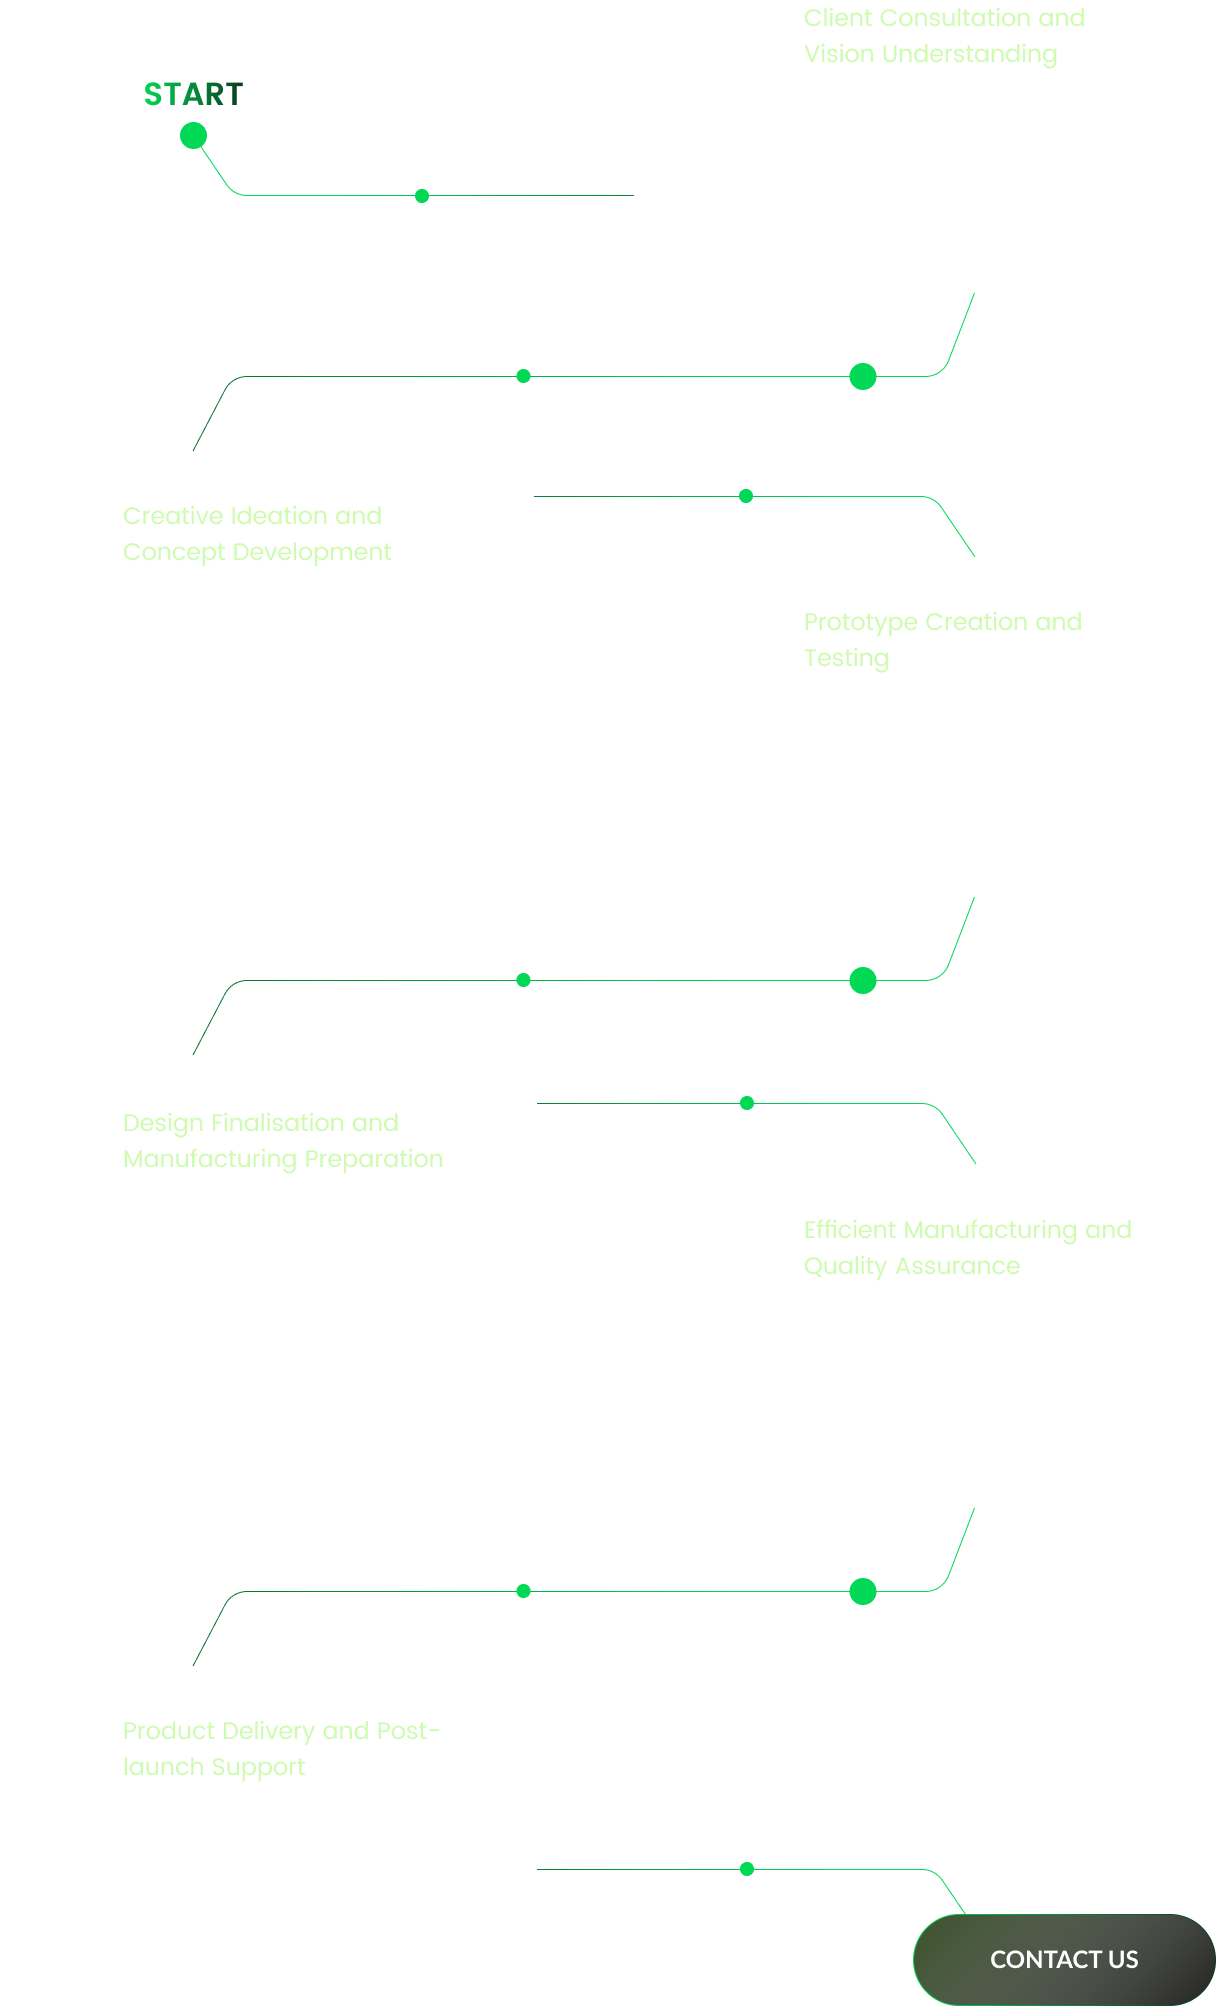 Client Consultation and
Vision Understanding
START
Creative Ideation and
Concept Development
Prototype Creation and
Testing
Design Finalisation and
Manufacturing Preparation
Efficient Manufacturing and
Quality Assurance
Product Delivery and Post-
launch Support
CONTACT US